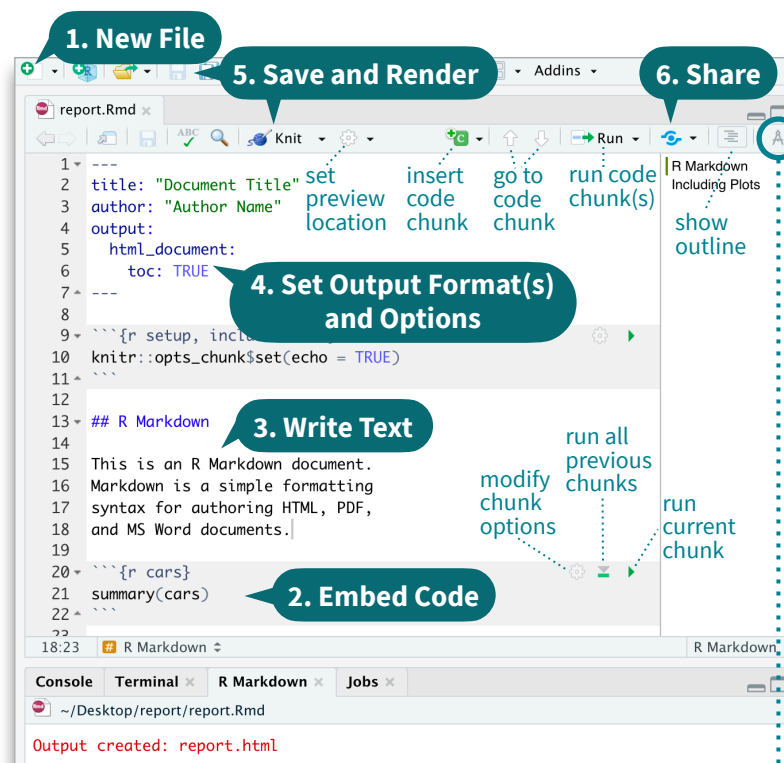 1. New File
5. Save and Render
Addins
6. Share
report.Rmd
ABC
Knit
Run
1 ---
2 title: "Document Title"
3 author: "Author Name"
4 output:
5 html_document:
6 toc: TRUE
7 ---
8
set preview location
insert code chunk
go to code chunk
run code chunk(s)
R Markdown
Including Plots
show outline
4. Set Output Format(s)
and Options
9 ```{r setup, inclu
10 knitr::opts_chunk$set(echo = TRUE)
11 ```
12
13 ## R Markdown
14
3. Write Text
15 This is an R Markdown document.
16 Markdown is a simple formatting
17 syntax for authoring HTML, PDF,
18 and MS Word documents.
19
modify chunk options
run all previous chunks
run current chunk
20 ```{r cars}
21 summary(cars)
22 ```
23
2. Embed Code
18:23 # R Markdown
R Markdown
Console Terminal R Markdown Jobs
~/Desktop/report/report.Rmd
Output created: report.html